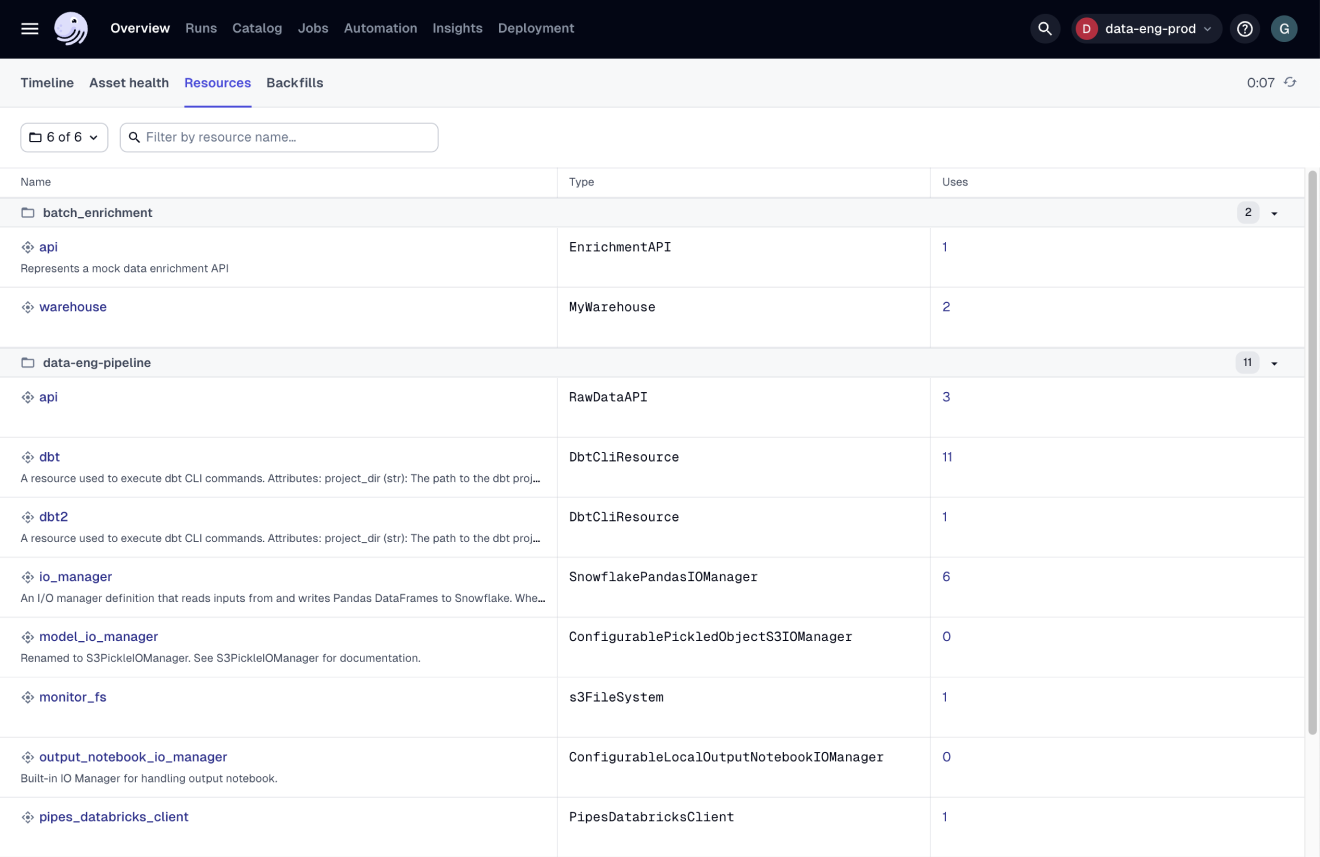 Overview Runs Catalog Jobs Automation Insights Deployment D data-eng-prod G
Timeline Asset health Resources Backfills 0:07
6 of 6 Filter by resource name…
Name Type Uses
batch_enrichment 2
api EnrichmentAPI 1
Represents a mock data enrichment API
warehouse MyWarehouse 2
data-eng-pipeline 11
api RawDataAPI 3
dbt DbtCliResource 11
A resource used to execute dbt CLI commands. Attributes: project_dir (str): The path to the dbt proj…
dbt2 DbtCliResource 1
A resource used to execute dbt CLI commands. Attributes: project_dir (str): The path to the dbt proj…
io_manager SnowflakePandasIOManager 6
An I/O manager definition that reads inputs from and writes Pandas DataFrames to Snowflake. Whe…
model_io_manager ConfigurablePickledObjectS3IOManager 0
Renamed to S3PickleIOManager. See S3PickleIOManager for documentation.
monitor_fs s3FileSystem 1
output_notebook_io_manager ConfigurableLocalOutputNotebookIOManager 0
Built-in IO Manager for handling output notebook.
pipes_databricks_client PipesDatabricksClient 1